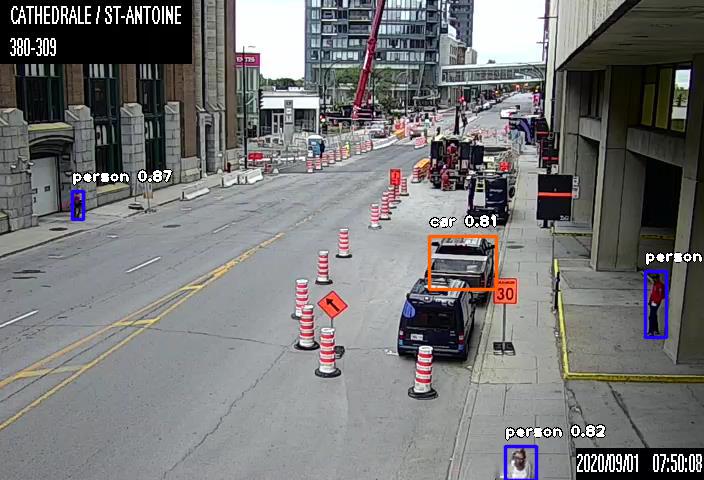 CATHEDRALE / ST-ANTOINE
380-309
person 0.87
car 0.81
person
30
person 0.82
2020/09/01 07:50:08